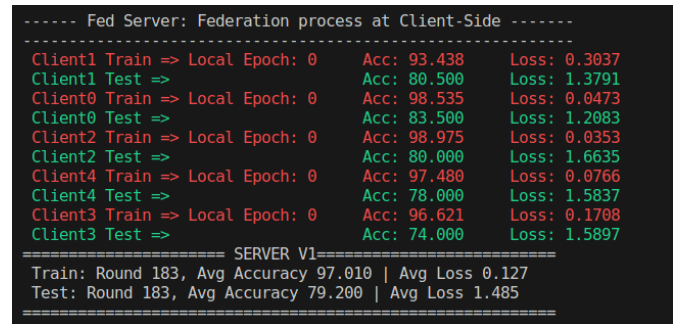 ------ Fed Server: Federation process at Client-Side -------
------------------------------------------------------------
Client1 Train => Local Epoch: 0 Acc: 93.438 Loss: 0.3037
Client1 Test => Acc: 80.500 Loss: 1.3791
Client0 Train => Local Epoch: 0 Acc: 98.535 Loss: 0.0473
Client0 Test => Acc: 83.500 Loss: 1.2083
Client2 Train => Local Epoch: 0 Acc: 98.975 Loss: 0.0353
Client2 Test => Acc: 80.000 Loss: 1.6635
Client4 Train => Local Epoch: 0 Acc: 97.480 Loss: 0.0766
Client4 Test => Acc: 78.000 Loss: 1.5837
Client3 Train => Local Epoch: 0 Acc: 96.621 Loss: 0.1708
Client3 Test => Acc: 74.000 Loss: 1.5897
====================== SERVER V1==========================
Train: Round 183, Avg Accuracy 97.010 | Avg Loss 0.127
Test: Round 183, Avg Accuracy 79.200 | Avg Loss 1.485
==========================================================